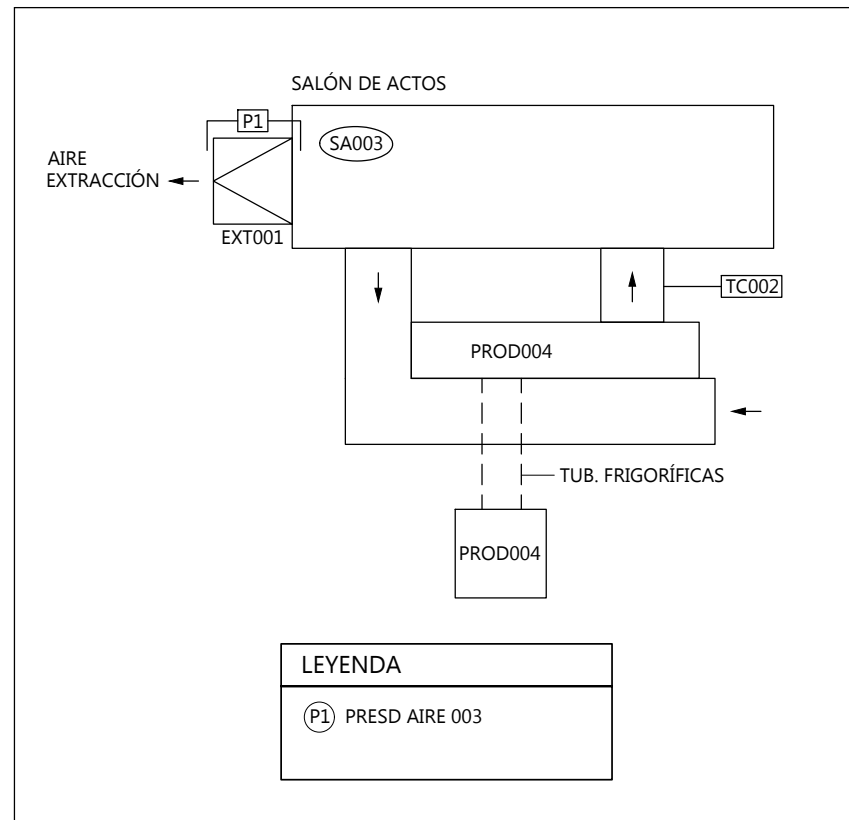 SALÓN DE ACTOS
P1
SA003
AIRE
EXTRACCIÓN
EXT001
TC002
PROD004
TUB. FRIGORÍFICAS
PROD004
LEYENDA
P1 PRESD AIRE 003